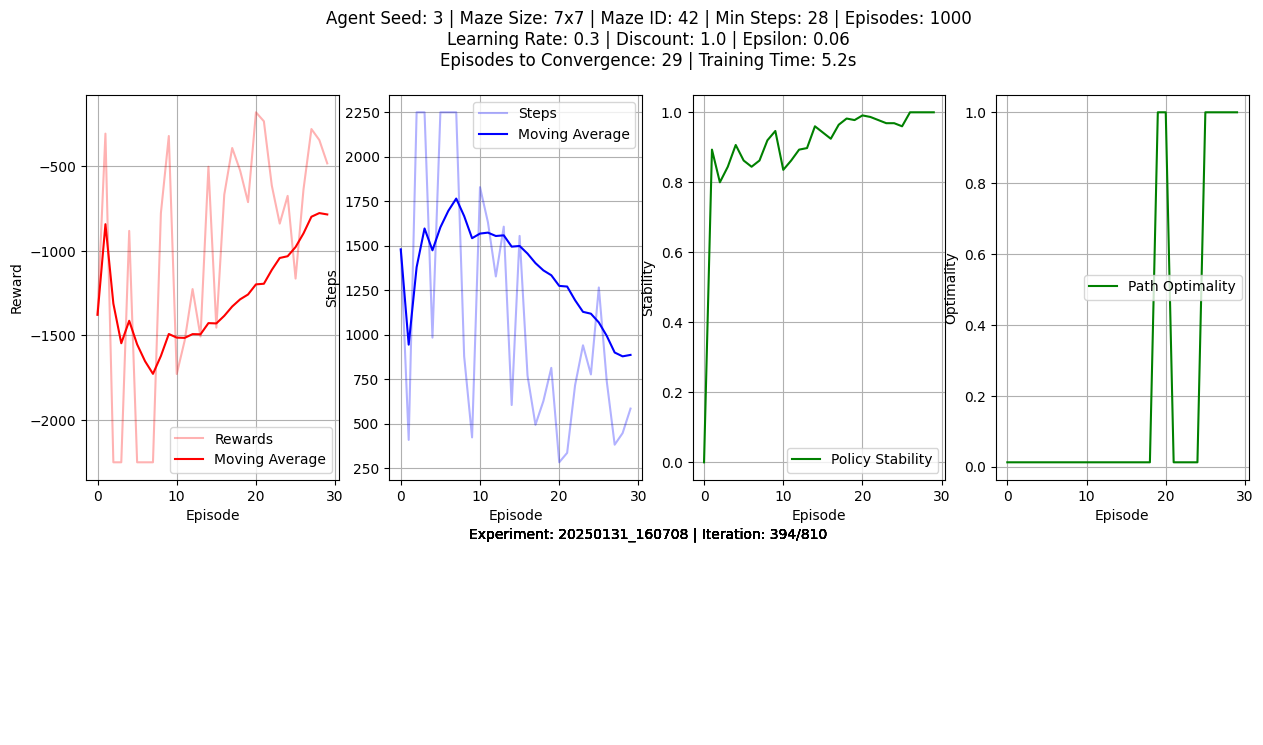 Agent Seed: 3 | Maze Size: 7x7 | Maze ID: 42 | Min Steps: 28 | Episodes: 1000
Learning Rate: 0.3 | Discount: 1.0 | Epsilon: 0.06
Episodes to Convergence: 29 | Training Time: 5.2s
Reward
−500
−1000
−1500
−2000
Rewards
Moving Average
0 10 20 30
Episode
Steps
2250
2000
1750
1500
1250
1000
750
500
250
Steps
Moving Average
0 10 20 30
Episode
Stability
1.0
0.8
0.6
0.4
0.2
0.0
Policy Stability
0 10 20 30
Episode
Optimality
1.0
0.8
0.6
0.4
0.2
0.0
Path Optimality
0 10 20 30
Episode
Experiment: 20250131_160708 | Iteration: 394/810